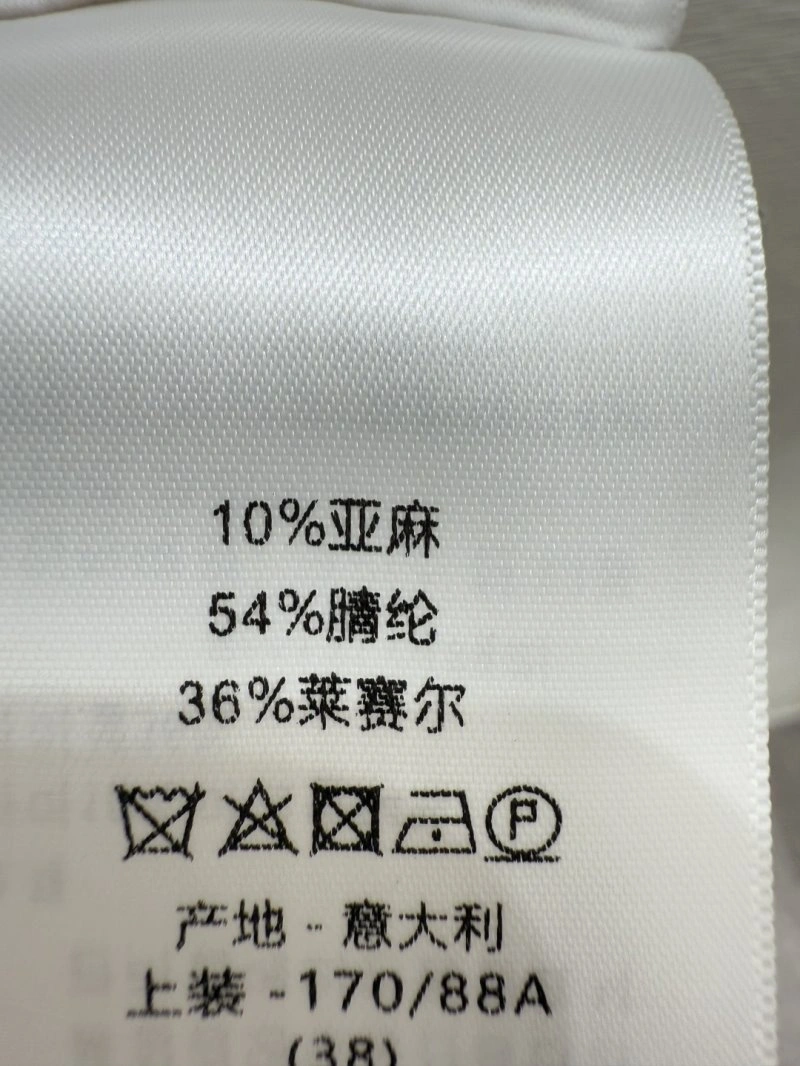 10%亚麻
54%腈纶
36%莱赛尔
P
产地 - 意大利
上装 -170/88A
(38)